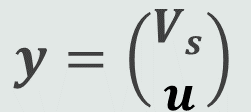 y = (V_s
u)